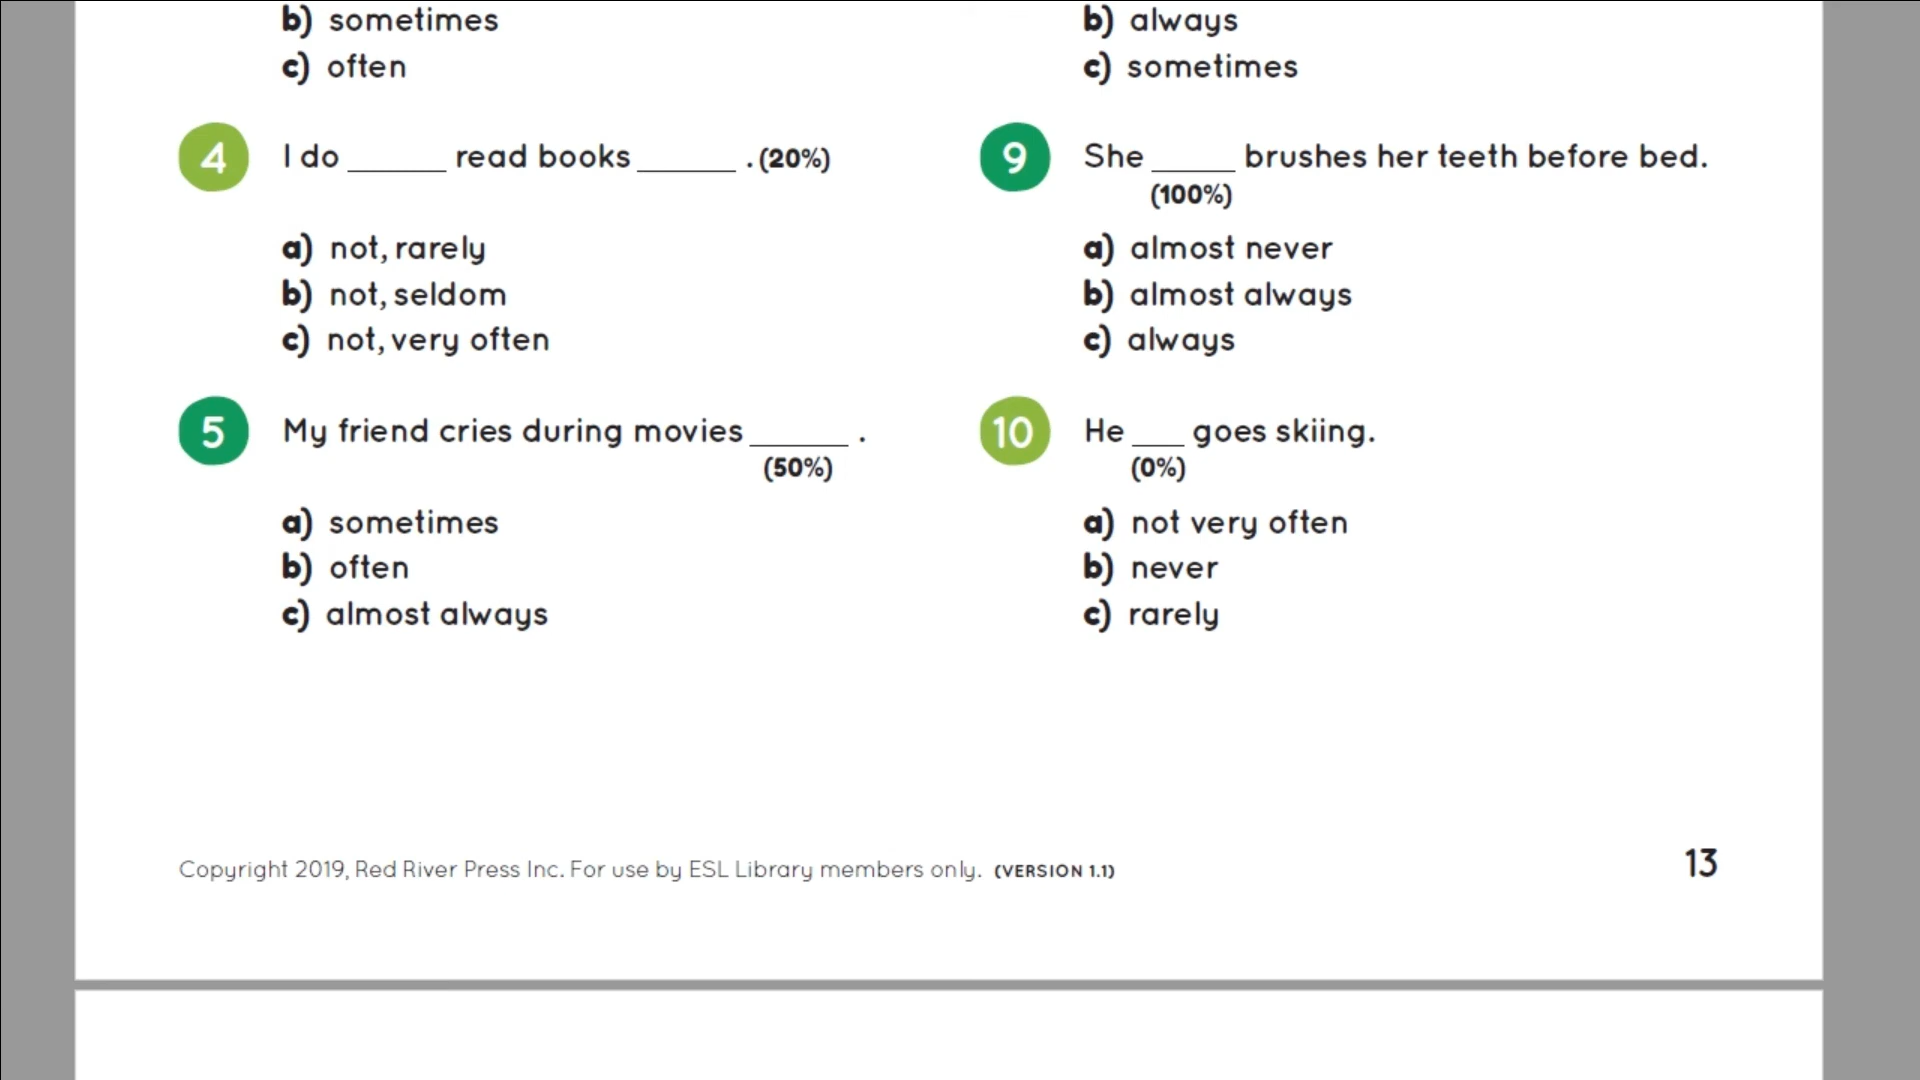 b) sometimes
c) often
4 I do ______ read books ______ . (20%)
a) not, rarely
b) not, seldom
c) not, very often
5 My friend cries during movies ______ .
(50%)
a) sometimes
b) often
c) almost always
b) always
c) sometimes
9 She _____ brushes her teeth before bed.
(100%)
a) almost never
b) almost always
c) always
10 He ___ goes skiing.
(0%)
a) not very often
b) never
c) rarely
Copyright 2019, Red River Press Inc. For use by ESL Library members only. (VERSION 1.1)
13